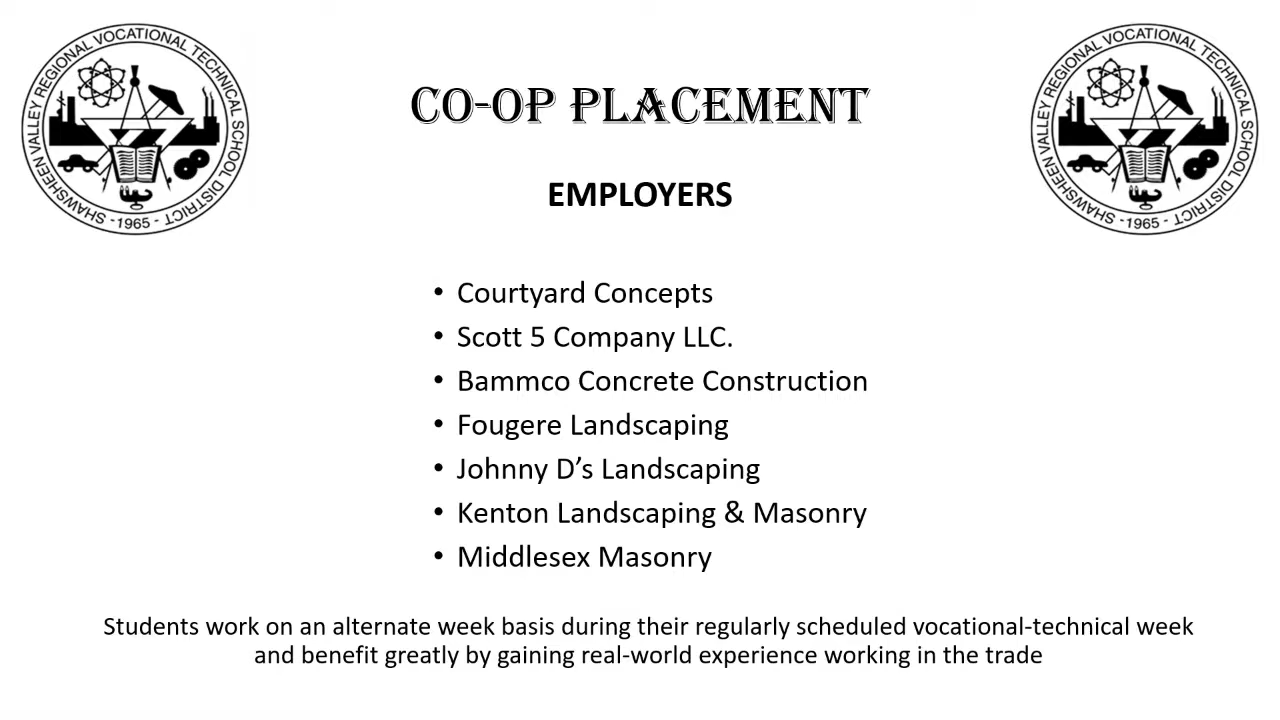 SHAWSHEEN VALLEY REGIONAL VOCATIONAL TECHNICAL SCHOOL DISTRICT
- 1965 -
SHAWSHEEN VALLEY REGIONAL VOCATIONAL TECHNICAL SCHOOL DISTRICT
- 1965 -
CO-OP PLACEMENT
EMPLOYERS
• Courtyard Concepts
• Scott 5 Company LLC.
• Bammco Concrete Construction
• Fougere Landscaping
• Johnny D’s Landscaping
• Kenton Landscaping & Masonry
• Middlesex Masonry
Students work on an alternate week basis during their regularly scheduled vocational-technical week
and benefit greatly by gaining real-world experience working in the trade